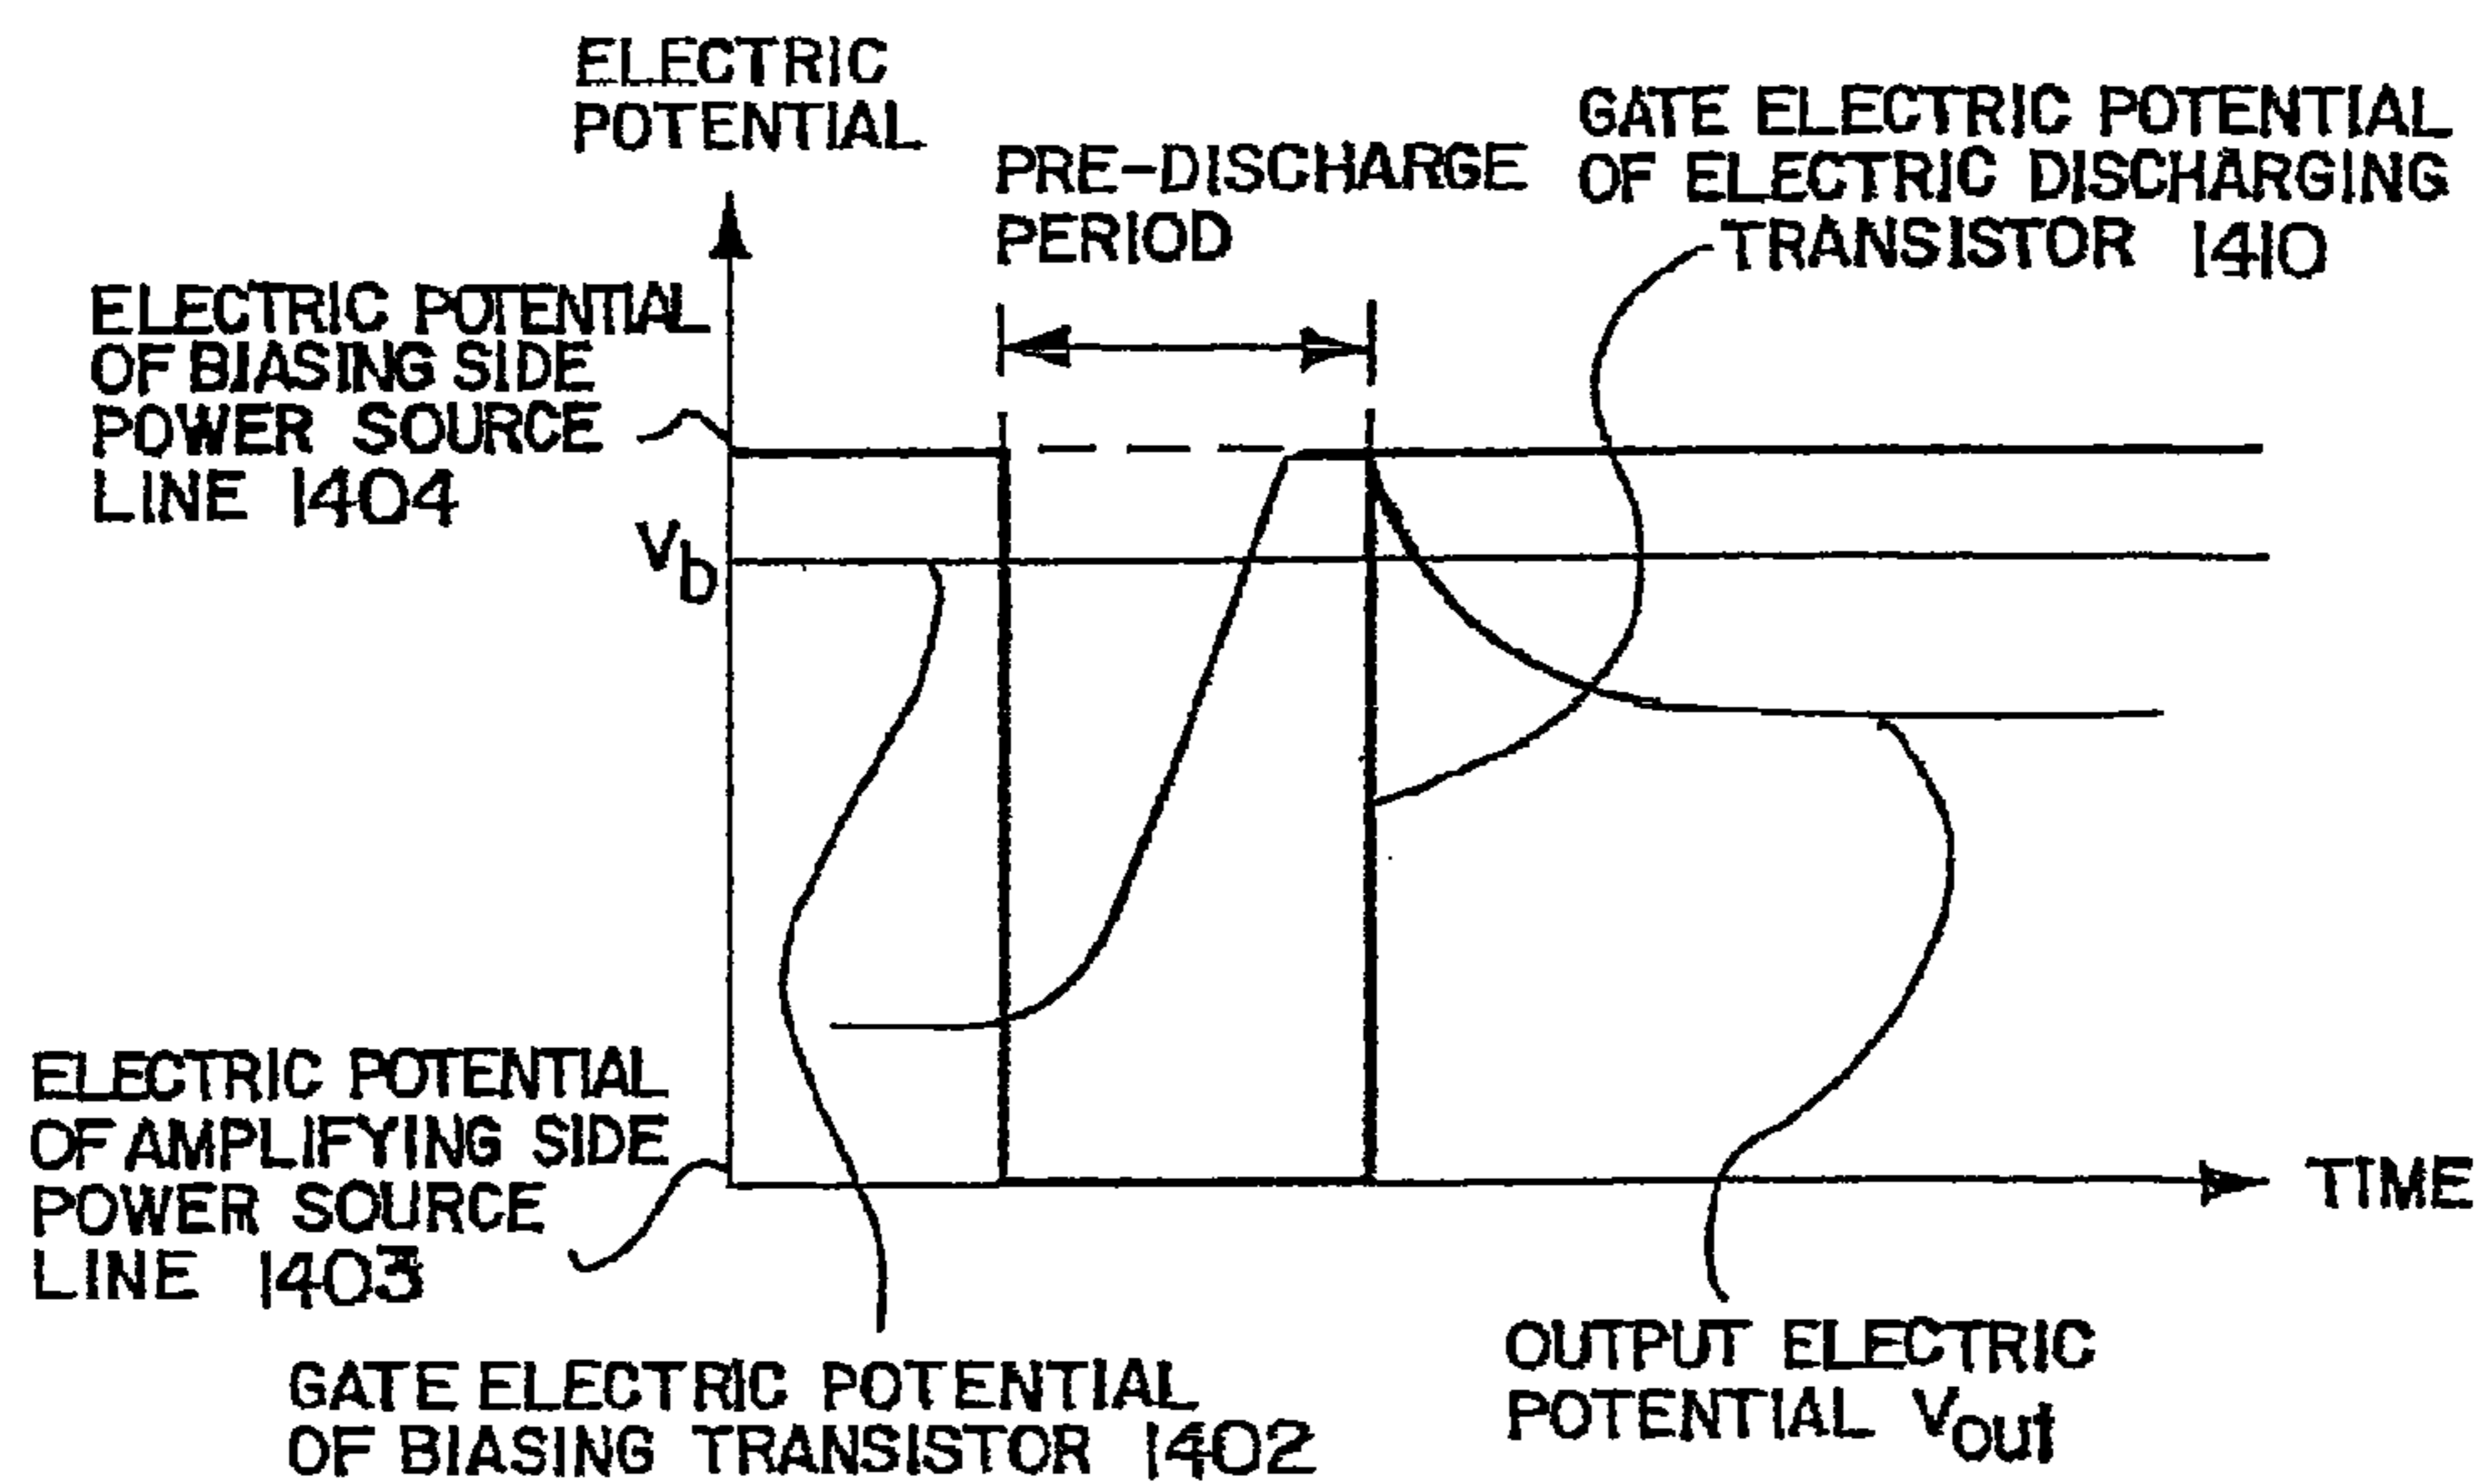 ELECTRIC
POTENTIAL
PRE-DISCHARGE
PERIOD
GATE ELECTRIC POTENTIAL
OF ELECTRIC DISCHARGING
TRANSISTOR 1410
ELECTRIC POTENTIAL
OF BIASING SIDE
POWER SOURCE
LINE 1404
Vb
ELECTRIC POTENTIAL
OF AMPLIFYING SIDE
POWER SOURCE
LINE 1403
TIME
GATE ELECTRIC POTENTIAL
OF BIASING TRANSISTOR 1402
OUTPUT ELECTRIC
POTENTIAL Vout